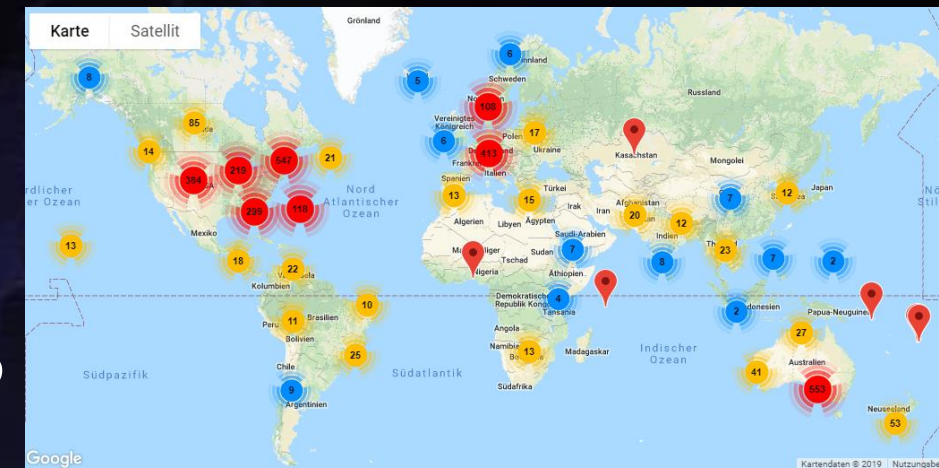 Karte Satellit
Grönland
6
8
5
Schweden
Russland
108
85
Vereinigtes
Königreich
17
Polen
14
547
21
6
413
Ukraine
Kasachstan
Mongolei
384
219
Italien
Spanien
Türkei
12
Japan
Nord
Atlantischer
Ozean
13
15
7
299
118
Irak
Iran
Afghanistan
20
Algerien
Libyen
Ägypten
12
Mexiko
Saudi-Arabien
Indien
23
13
18
22
7
8
7
2
Tschad
Sudan
Nigeria
Äthiopien
Kolumbien
Demokratische
Republik Kongo
4
Tansania
10
2
Papua-Neuguinea
11
Brasilien
Peru
Bolivien
Angola
27
Namibia
13
Madagaskar
Indischer
Ozean
25
Australien
Chile
41
Südpazifik
Südatlantik
Südafrika
553
9
Argentinien
Neuseeland
53
Google
Kartendaten © 2019